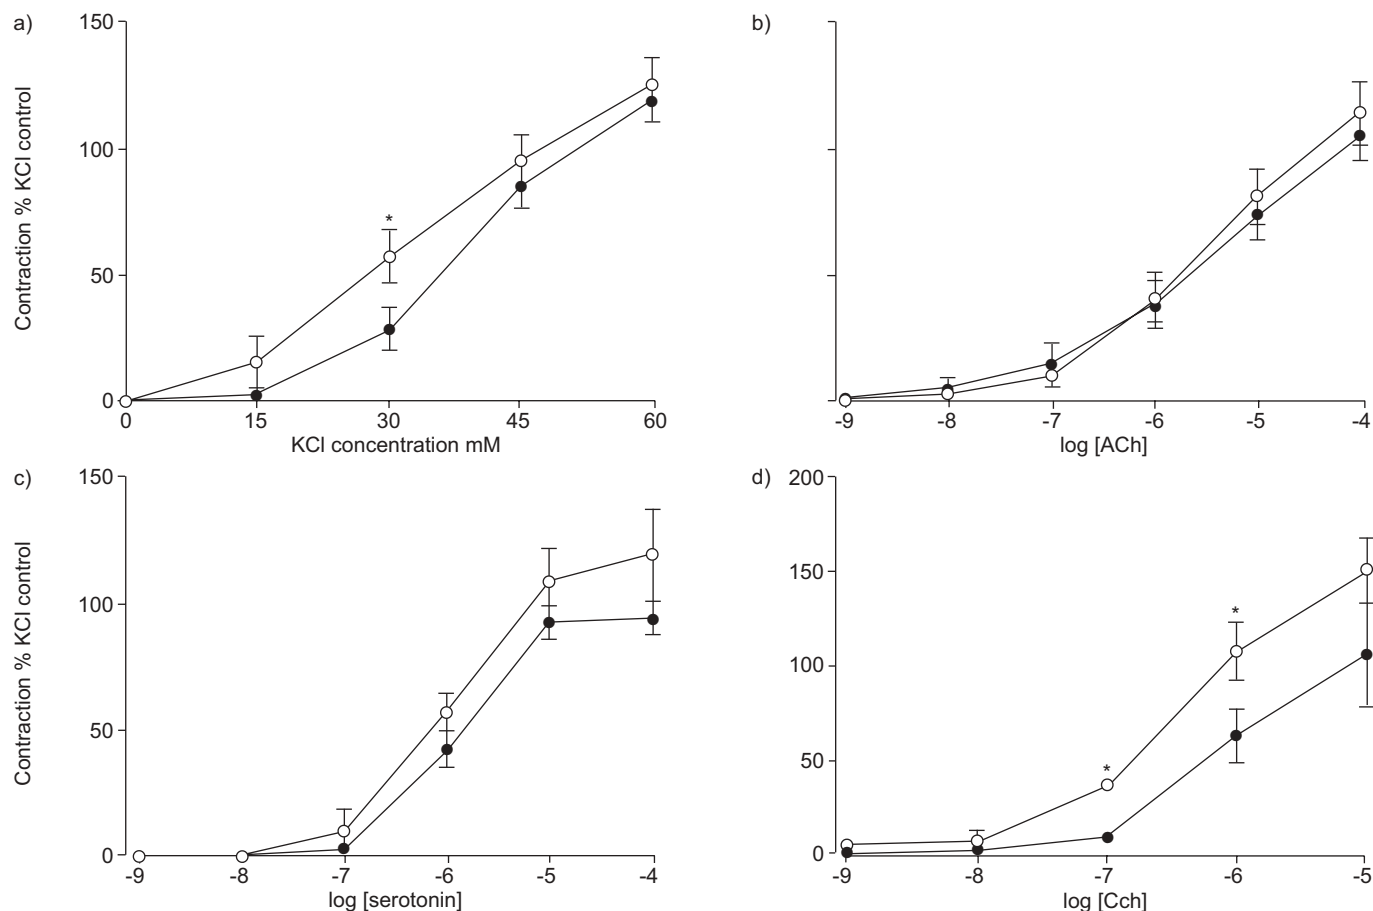 a)
150
100
50
0
Contraction % KCl control
*
0 15 30 45 60
KCl concentration mM
b)
-9 -8 -7 -6 -5 -4
log [ACh]
c)
150
100
50
0
Contraction % KCl control
-9 -8 -7 -6 -5 -4
log [serotonin]
d)
200
150
100
50
0
*
*
-9 -8 -7 -6 -5
log [Cch]